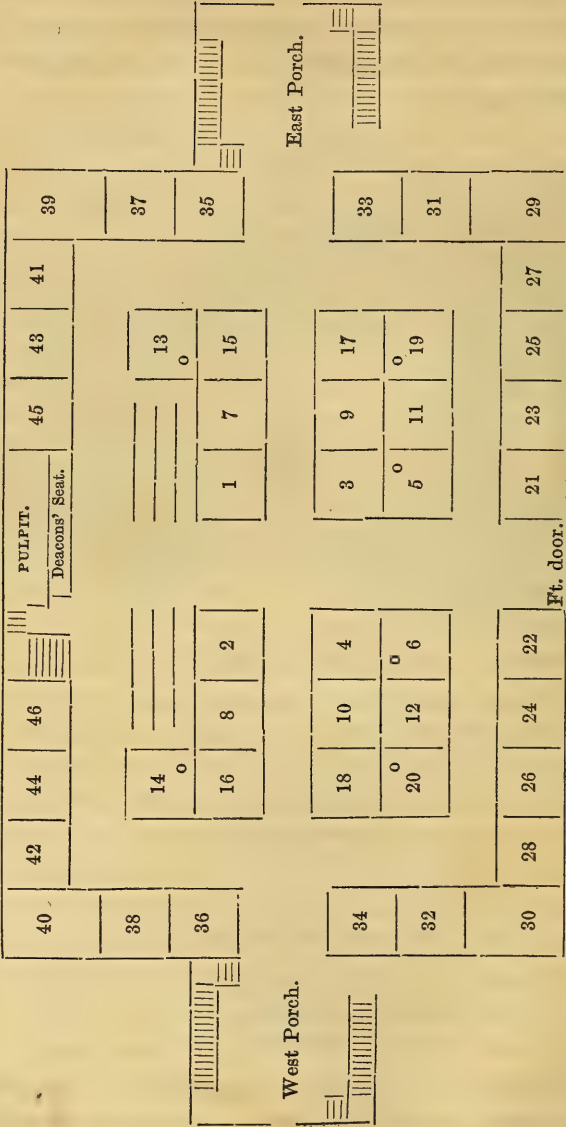 40 42 44 46 PULPIT. 45 43 41 39
Deacons' Seat.
38 14 13 37
36 16 8 2 1 7 15 35
West Porch. East Porch.
34 18 10 4 3 9 17 33
32 20 12 6 5 11 19 31
30 28 26 24 22 21 23 25 27 29
Ft. door.